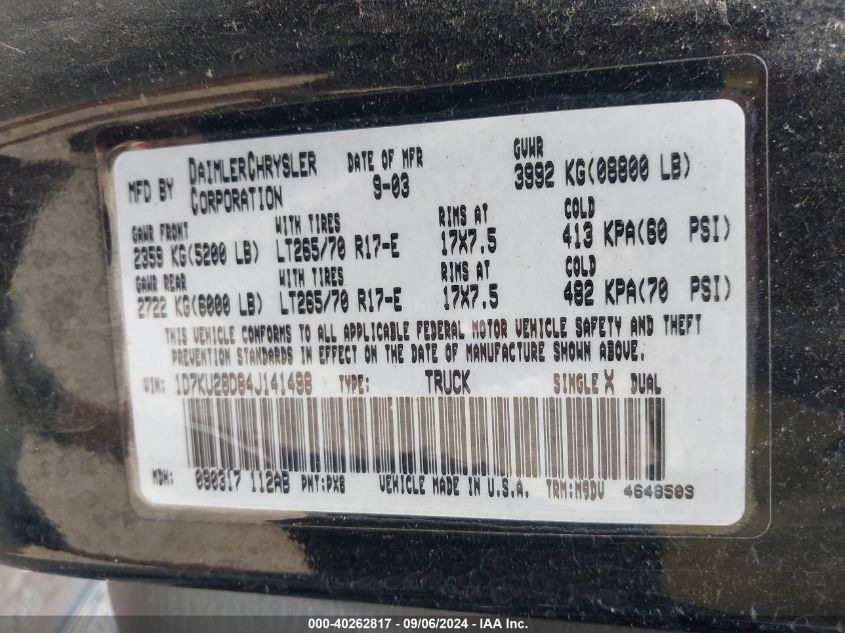 MFD BY DAIMLERCHRYSLER CORPORATION DATE OF MFR 9-03 GVWR 3992 KG(08800 LB)
GAWR FRONT WITH TIRES RIMS AT COLD
2359 KG(5200 LB) LT265/70 R17-E 17X7.5 413 KPA(60 PSI)
GAWR REAR WITH TIRES RIMS AT COLD
2722 KG(6000 LB) LT265/70 R17-E 17X7.5 482 KPA(70 PSI)
THIS VEHICLE CONFORMS TO ALL APPLICABLE FEDERAL MOTOR VEHICLE SAFETY AND THEFT
PREVENTION STANDARDS IN EFFECT ON THE DATE OF MANUFACTURE SHOWN ABOVE.
VIN: TYPE: TRUCK SINGLE X DUAL
MDH: 090317 112AB PNT:PX8 VEHICLE MADE IN U.S.A. TRM:M9DV 4648509
000-40262817 - 09/06/2024 - IAAI.com